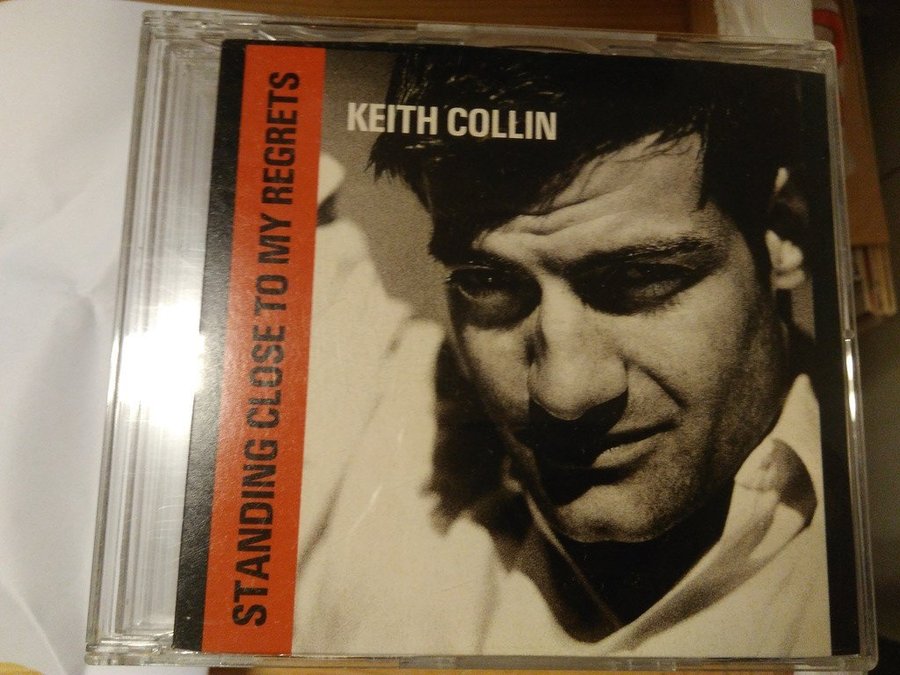 STANDING CLOSE TO MY REGRETS
KEITH COLLIN